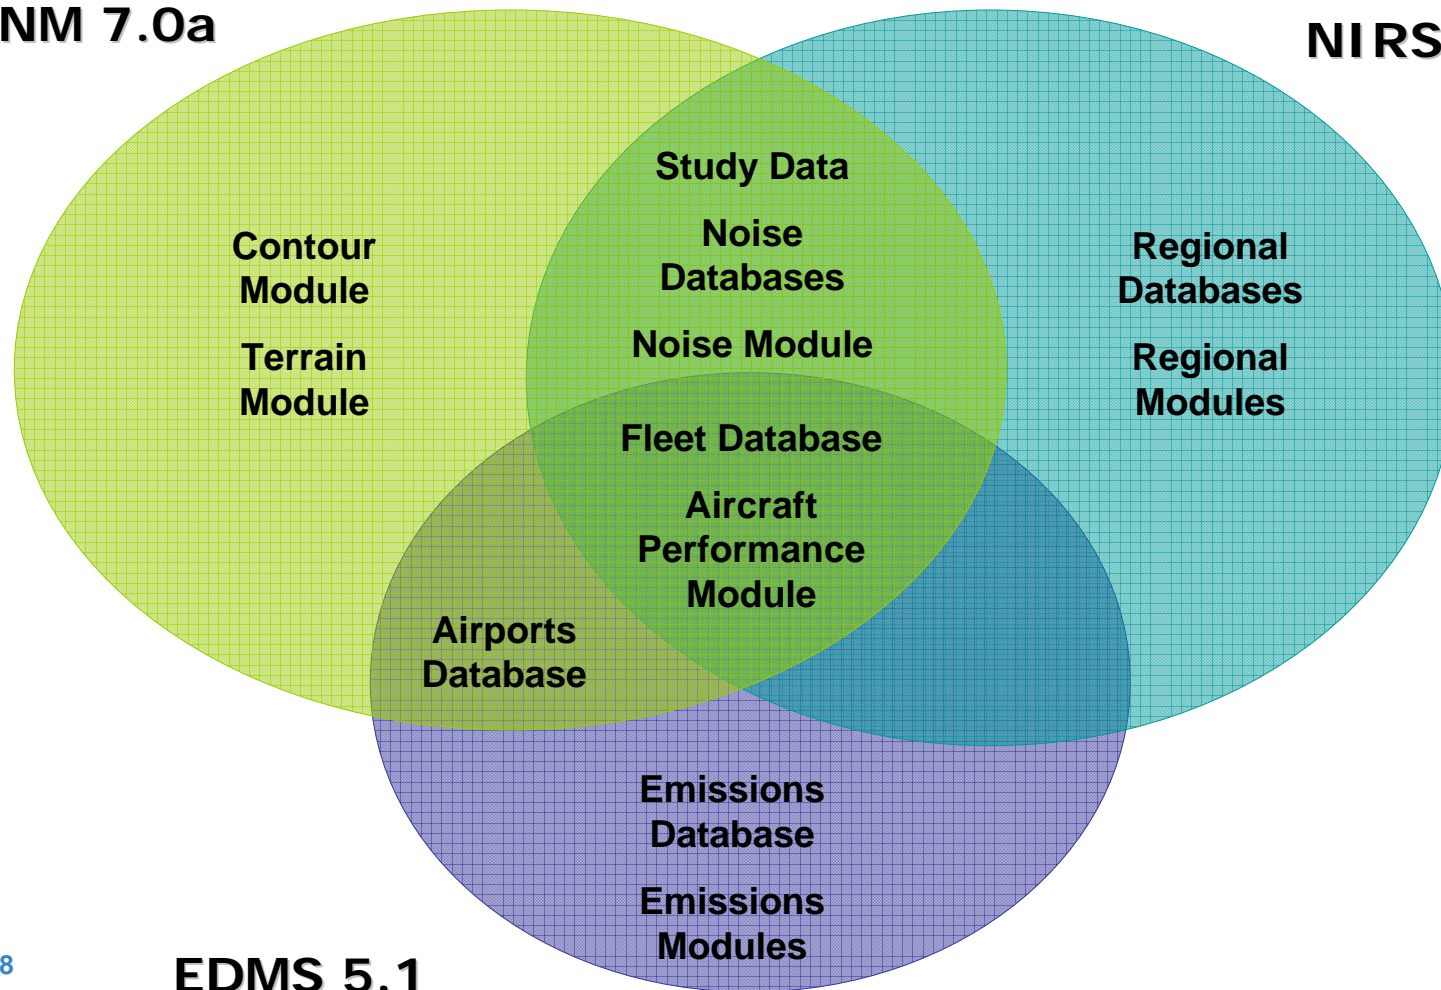 NM 7.0a
NIRS
Study Data
Noise
Databases
Noise Module
Contour
Module
Terrain
Module
Regional
Databases
Regional
Modules
Fleet Database
Aircraft
Performance
Module
Airports
Database
Emissions
Database
Emissions
Modules
8
EDMS 5.1